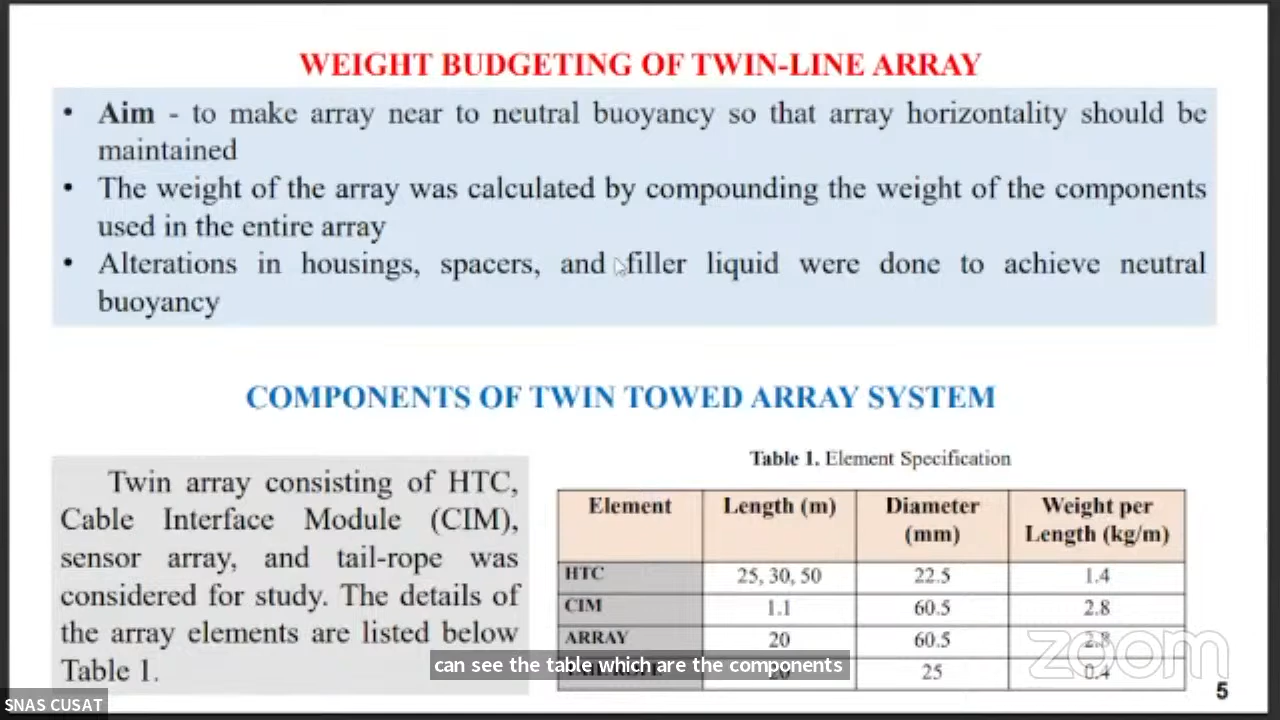 WEIGHT BUDGETING OF TWIN-LINE ARRAY
• Aim - to make array near to neutral buoyancy so that array horizontality should be
maintained
• The weight of the array was calculated by compounding the weight of the components
used in the entire array
• Alterations in housings, spacers, and filler liquid were done to achieve neutral
buoyancy
COMPONENTS OF TWIN TOWED ARRAY SYSTEM
Twin array consisting of HTC,
Cable Interface Module (CIM),
sensor array, and tail-rope was
considered for study. The details of
the array elements are listed below
Table 1.
Table 1. Element Specification
Element Length (m) Diameter (mm) Weight per Length (kg/m)
HTC 25, 30, 50 22.5 1.4
CIM 1.1 60.5 2.8
ARRAY 20 60.5 2.8
20 25 0.4
can see the table which are the components
zoom
SNAS CUSAT
5